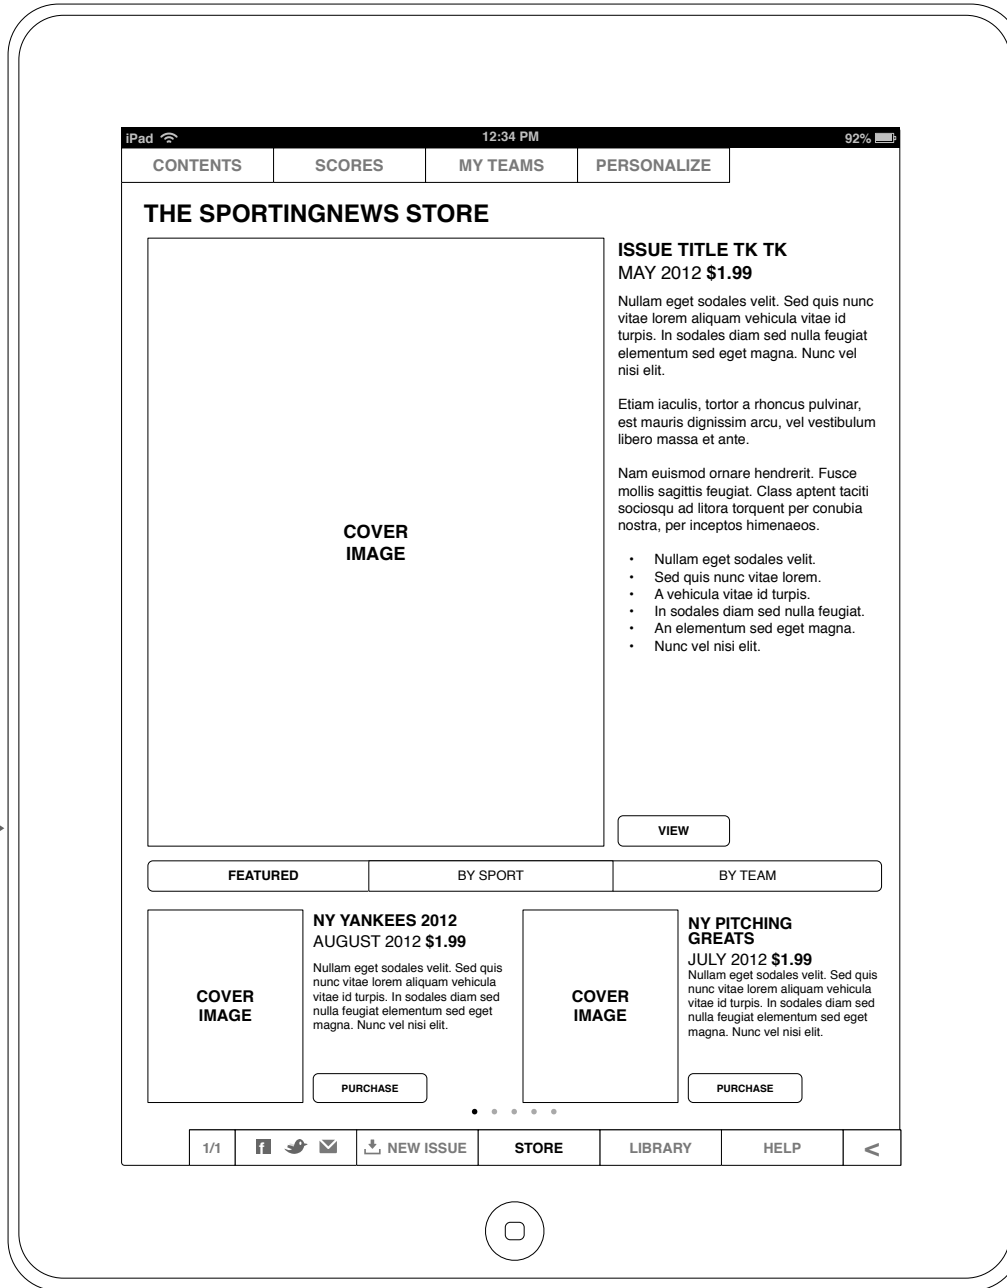 iPad 12:34 PM 92%
CONTENTS SCORES MY TEAMS PERSONALIZE
THE SPORTINGNEWS STORE
COVER
IMAGE
ISSUE TITLE TK TK
MAY 2012 $1.99
Nullam eget sodales velit. Sed quis nunc
vitae lorem aliquam vehicula vitae id
turpis. In sodales diam sed nulla feugiat
elementum sed eget magna. Nunc vel
nisi elit.
Etiam iaculis, tortor a rhoncus pulvinar,
est mauris dignissim arcu, vel vestibulum
libero massa et ante.
Nam euismod ornare hendrerit. Fusce
mollis sagittis feugiat. Class aptent taciti
sociosqu ad litora torquent per conubia
nostra, per inceptos himenaeos.
• Nullam eget sodales velit.
• Sed quis nunc vitae lorem.
• A vehicula vitae id turpis.
• In sodales diam sed nulla feugiat.
• An elementum sed eget magna.
• Nunc vel nisi elit.
VIEW
FEATURED BY SPORT BY TEAM
COVER
IMAGE
NY YANKEES 2012
AUGUST 2012 $1.99
Nullam eget sodales velit. Sed quis
nunc vitae lorem aliquam vehicula
vitae id turpis. In sodales diam sed
nulla feugiat elementum sed eget
magna. Nunc vel nisi elit.
PURCHASE
COVER
IMAGE
NY PITCHING
GREATS
JULY 2012 $1.99
Nullam eget sodales velit. Sed quis
nunc vitae lorem aliquam vehicula
vitae id turpis. In sodales diam sed
nulla feugiat elementum sed eget
magna. Nunc vel nisi elit.
PURCHASE
1/1 f NEW ISSUE STORE LIBRARY HELP <